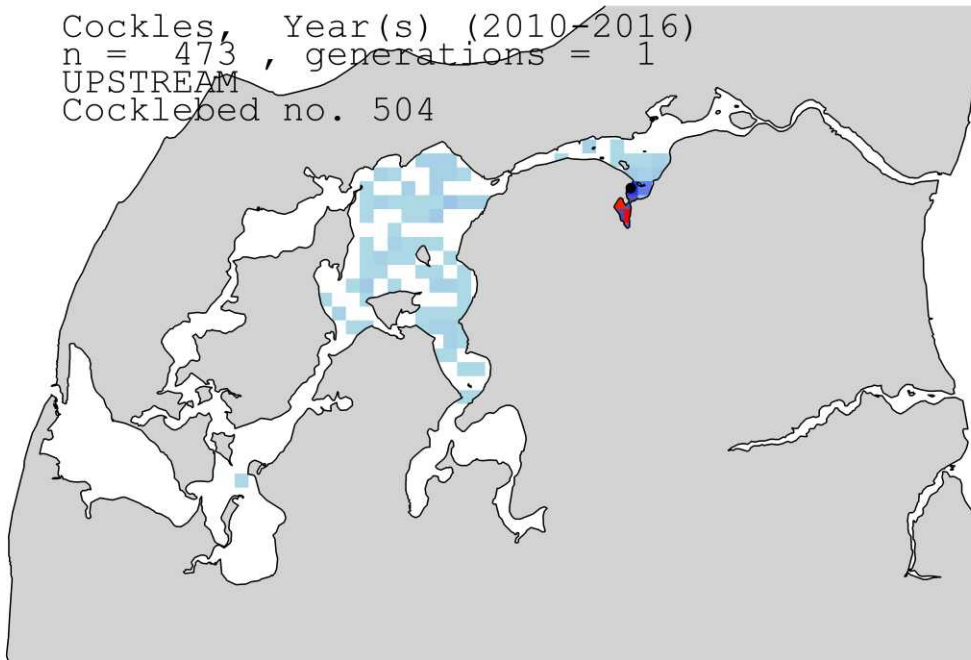 Cockles, Year(s) (2010-2016)
n = 473 , generations = 1
UPSTREAM
Cocklebed no. 504